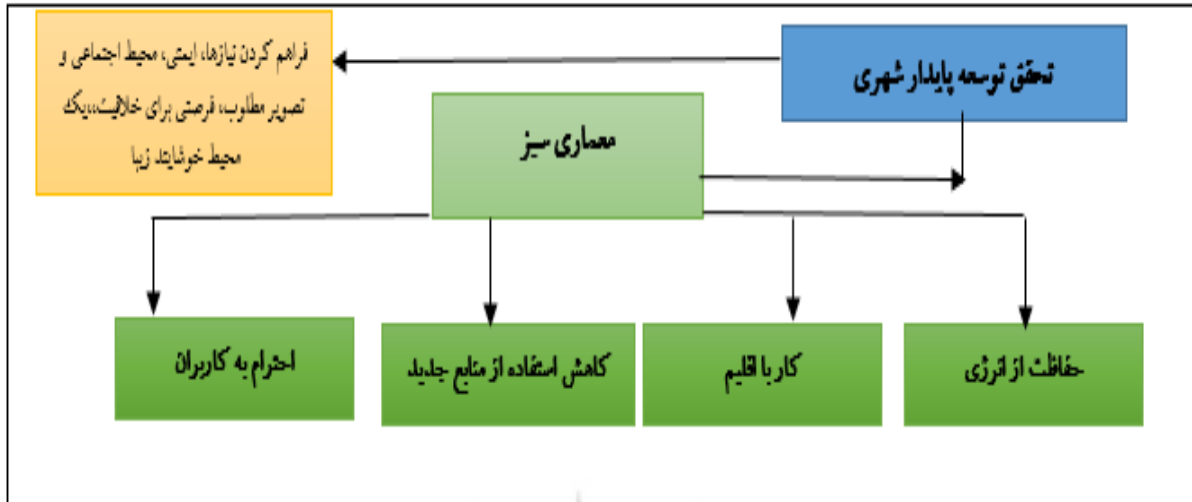 تحقق توسعه پایدار شهری
فراهم کردن نیازها، ایمنی، محیط اجتماعی و
تصویر مطلوب، فرصتی برای خلاقیت،،یک
محیط خوشایند زیبا
معماری سبز
حفاظت از انرژی
کار با اقلیم
کاهش استفاده از منابع جدید
احترام به کاربران